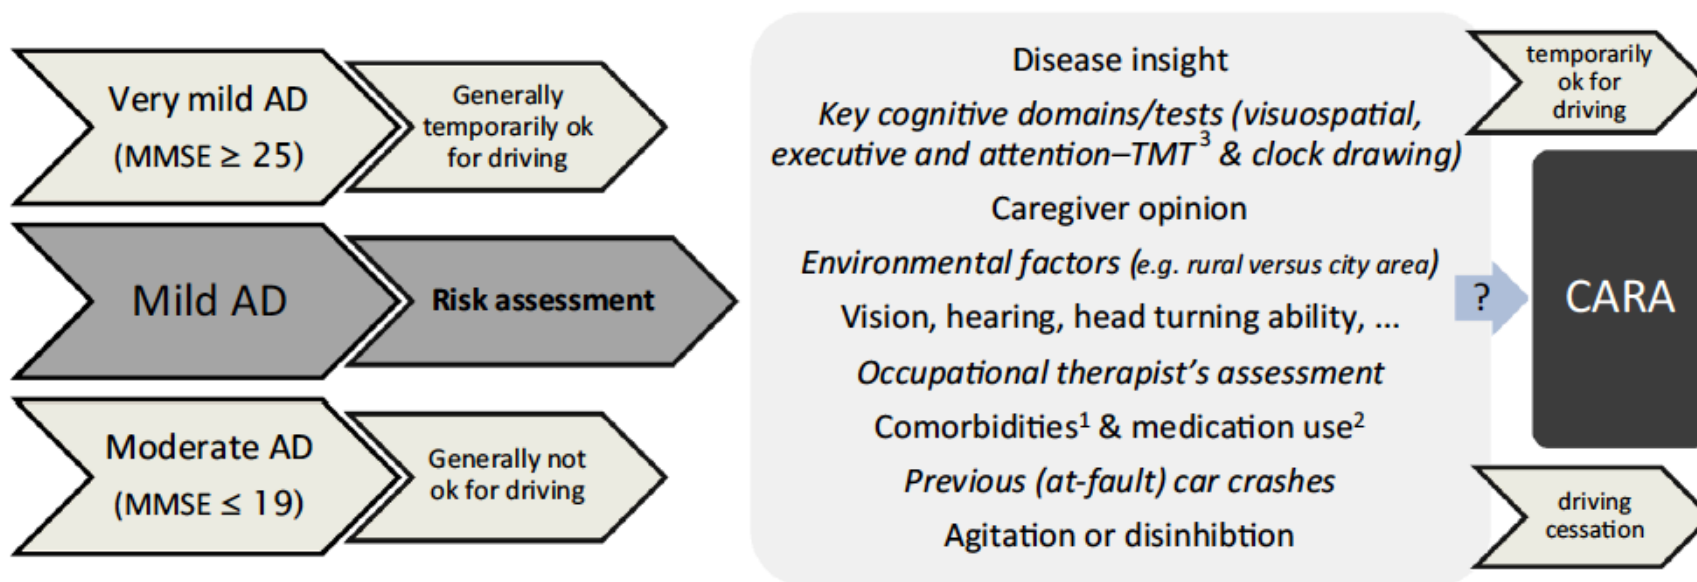 Very mild AD
(MMSE ≥ 25)
Generally
temporarily ok
for driving
Mild AD
Risk assessment
Moderate AD
(MMSE ≤ 19)
Generally not
ok for driving
Disease insight
Key cognitive domains/tests (visuospatial,
executive and attention–TMT³ & clock drawing)
Caregiver opinion
Environmental factors (e.g. rural versus city area)
Vision, hearing, head turning ability, ...
Occupational therapist's assessment
Comorbidities¹ & medication use²
Previous (at-fault) car crashes
Agitation or disinhibtion
temporarily
ok for
driving
?
CARA
driving
cessation